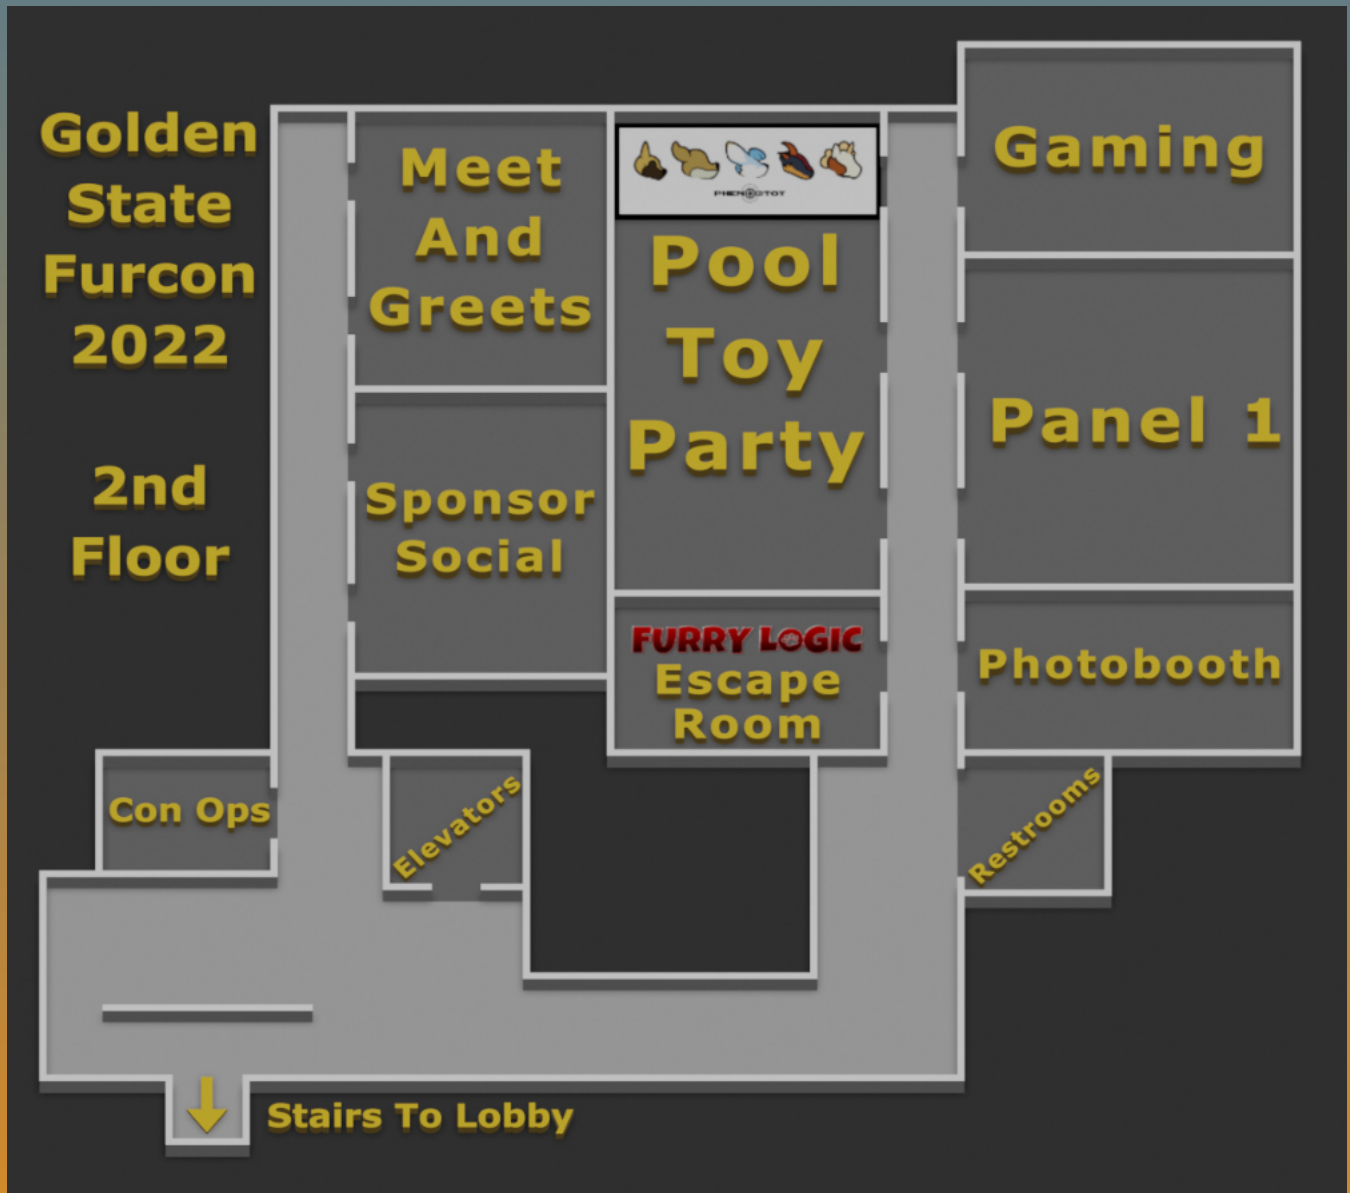 Golden
State
Furcon
2022
2nd
Floor
Meet
And
Greets
Sponsor
Social
PHENOTOY
Pool
Toy
Party
FURRY LOGIC
Escape
Room
Gaming
Panel 1
Photobooth
Restrooms
Con Ops
Elevators
Stairs To Lobby